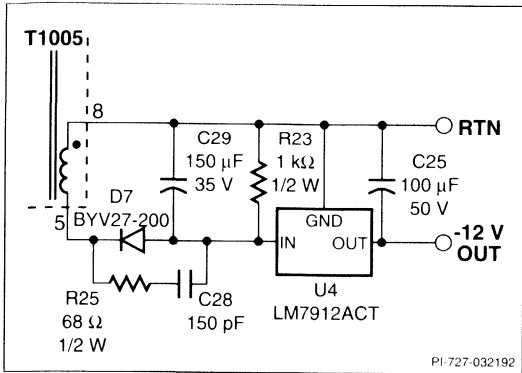 T1005
8
RTN
C29
150 µF
35 V
R23
1 kΩ
1/2 W
C25
100 µF
50 V
D7
BYV27-200
5
GND
IN
OUT
-12 V
OUT
U4
LM7912ACT
R25
68 Ω
1/2 W
C28
150 pF
PI-727-032192